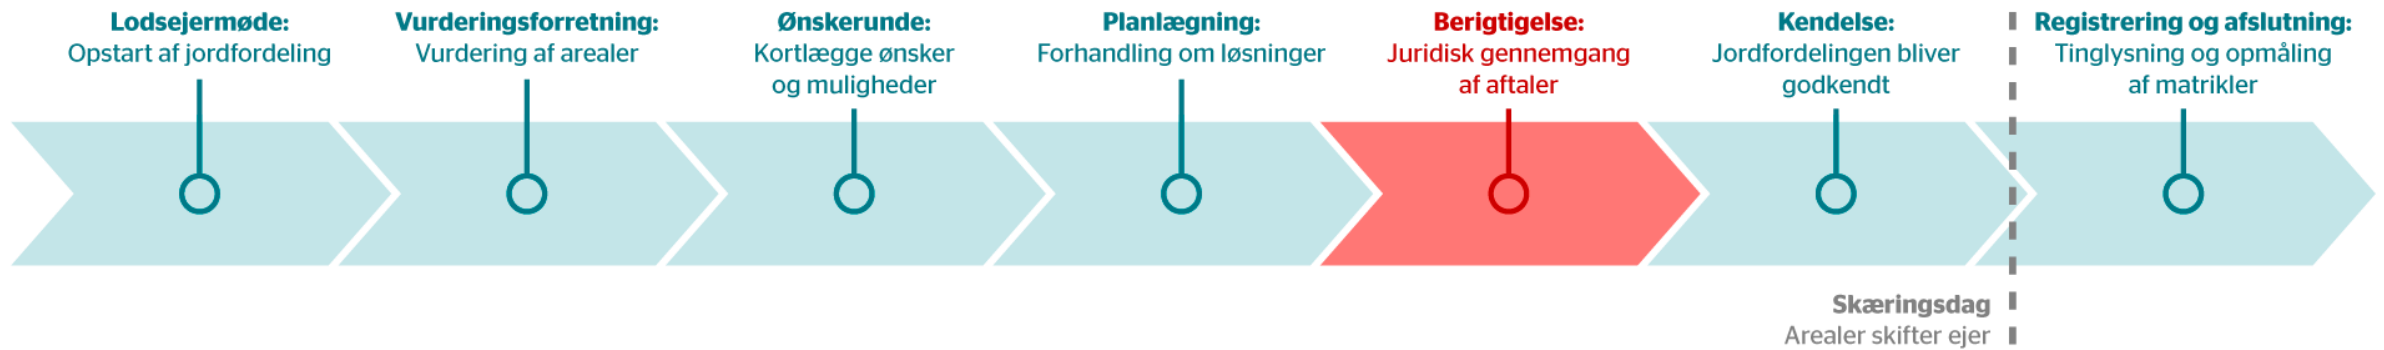 Lodsejermøde:
Opstart af jordfordeling
Vurderingsforretning:
Vurdering af arealer
Ønskerunde:
Kortlægge ønsker
og muligheder
Planlægning:
Forhandling om løsninger
Berigtigelse:
Juridisk gennemgang
af aftaler
Kendelse:
Jordfordelingen bliver
godkendt
Registrering og afslutning:
Tinglysning og opmåling
af matrikler
Skæringsdag
Arealer skifter ejer